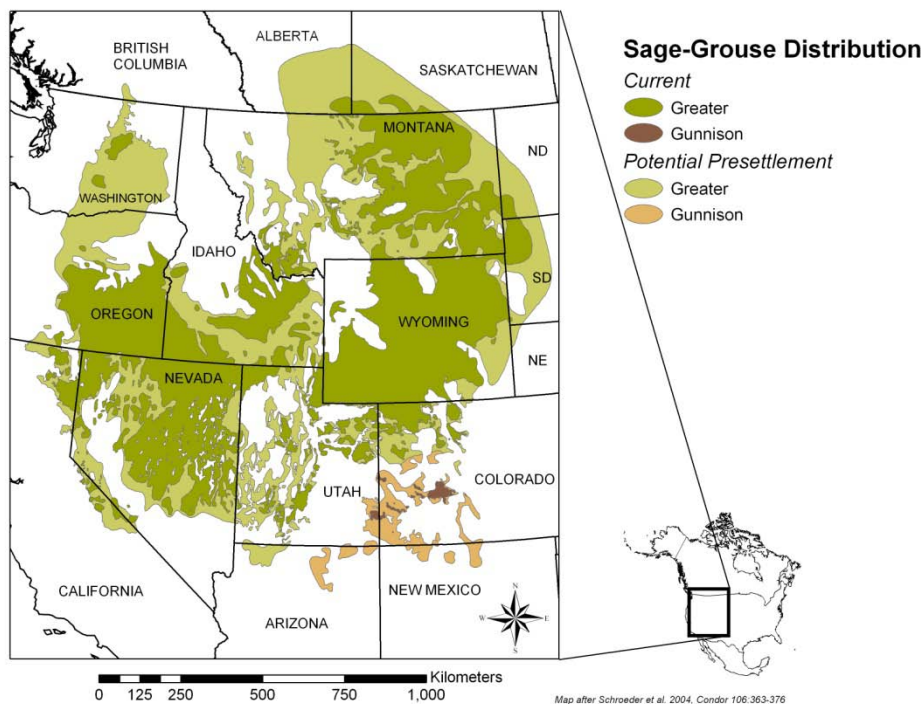 BRITISH
COLUMBIA
ALBERTA
SASKATCHEWAN
MONTANA
ND
WASHINGTON
IDAHO
SD
OREGON
WYOMING
NE
NEVADA
UTAH
COLORADO
CALIFORNIA
ARIZONA
NEW MEXICO
N
W E
S
Sage-Grouse Distribution
Current
Greater
Gunnison
Potential Presettlement
Greater
Gunnison
Kilometers
0 125 250 500 750 1,000
Map after Schroeder et al. 2004, Condor 106:363-376